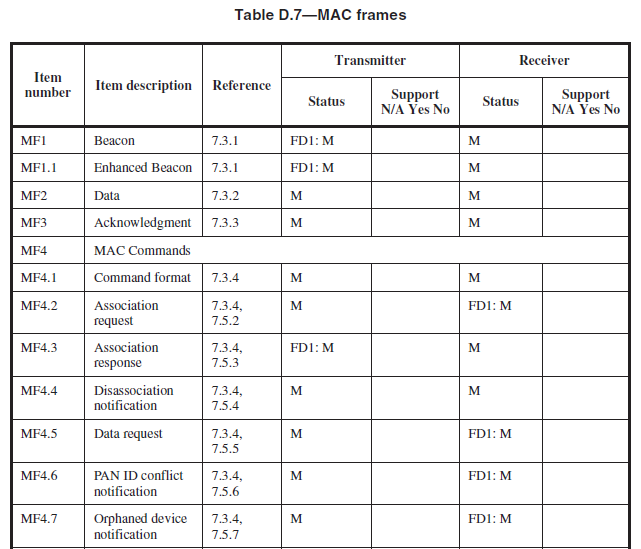 Table D.7—MAC frames
Item number Item description Reference Transmitter Receiver
Status Support N/A Yes No Status Support N/A Yes No
MF1 Beacon 7.3.1 FD1: M M
MF1.1 Enhanced Beacon 7.3.1 FD1: M M
MF2 Data 7.3.2 M M
MF3 Acknowledgment 7.3.3 M M
MF4 MAC Commands
MF4.1 Command format 7.3.4 M M
MF4.2 Association request 7.3.4, 7.5.2 M FD1: M
MF4.3 Association response 7.3.4, 7.5.3 FD1: M M
MF4.4 Disassociation notification 7.3.4, 7.5.4 M M
MF4.5 Data request 7.3.4, 7.5.5 M FD1: M
MF4.6 PAN ID conflict notification 7.3.4, 7.5.6 M FD1: M
MF4.7 Orphaned device notification 7.3.4, 7.5.7 M FD1: M